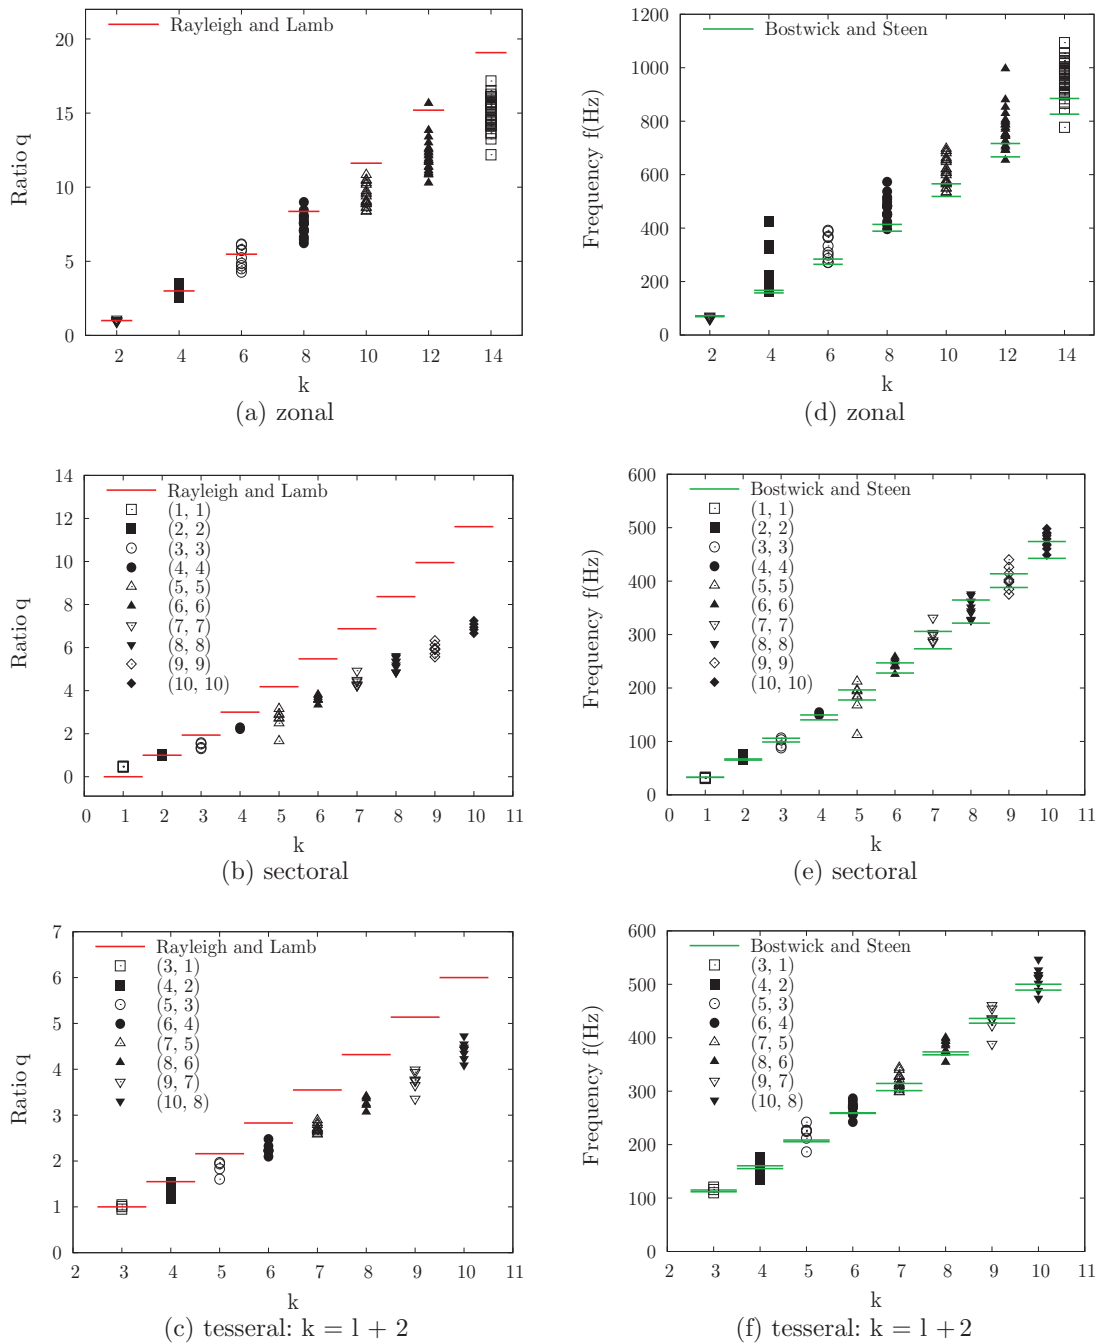 Rayleigh and Lamb
Ratio q
0
5
10
15
20
2 4 6 8 10 12 14
k
(a) zonal
Bostwick and Steen
Frequency f(Hz)
0
200
400
600
800
1000
1200
2 4 6 8 10 12 14
k
(d) zonal
Rayleigh and Lamb
(1, 1)
(2, 2)
(3, 3)
(4, 4)
(5, 5)
(6, 6)
(7, 7)
(8, 8)
(9, 9)
(10, 10)
Ratio q
0
2
4
6
8
10
12
14
0 1 2 3 4 5 6 7 8 9 10 11
k
(b) sectoral
Bostwick and Steen
(1, 1)
(2, 2)
(3, 3)
(4, 4)
(5, 5)
(6, 6)
(7, 7)
(8, 8)
(9, 9)
(10, 10)
Frequency f(Hz)
0
100
200
300
400
500
600
0 1 2 3 4 5 6 7 8 9 10 11
k
(e) sectoral
Rayleigh and Lamb
(3, 1)
(4, 2)
(5, 3)
(6, 4)
(7, 5)
(8, 6)
(9, 7)
(10, 8)
Ratio q
0
1
2
3
4
5
6
7
2 3 4 5 6 7 8 9 10 11
k
(c) tesseral: k = l + 2
Bostwick and Steen
(3, 1)
(4, 2)
(5, 3)
(6, 4)
(7, 5)
(8, 6)
(9, 7)
(10, 8)
Frequency f(Hz)
0
100
200
300
400
500
600
2 3 4 5 6 7 8 9 10 11
k
(f) tesseral: k = l + 2